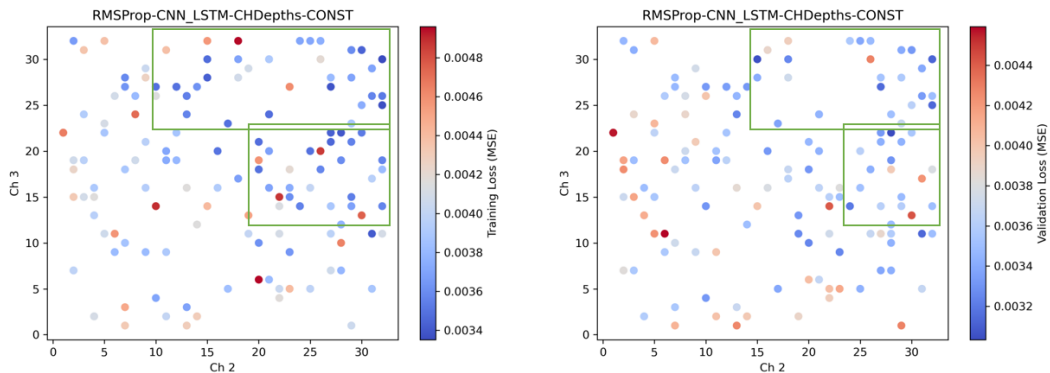 RMSProp-CNN_LSTM-CHDepths-CONST
30
25
20
15
10
5
0
Ch 3
0 5 10 15 20 25 30
Ch 2
0.0048
0.0046
0.0044
0.0042
0.0040
0.0038
0.0036
0.0034
Training Loss (MSE)
RMSProp-CNN_LSTM-CHDepths-CONST
30
25
20
15
10
5
0
Ch 3
0 5 10 15 20 25 30
Ch 2
0.0044
0.0042
0.0040
0.0038
0.0036
0.0034
0.0032
Validation Loss (MSE)